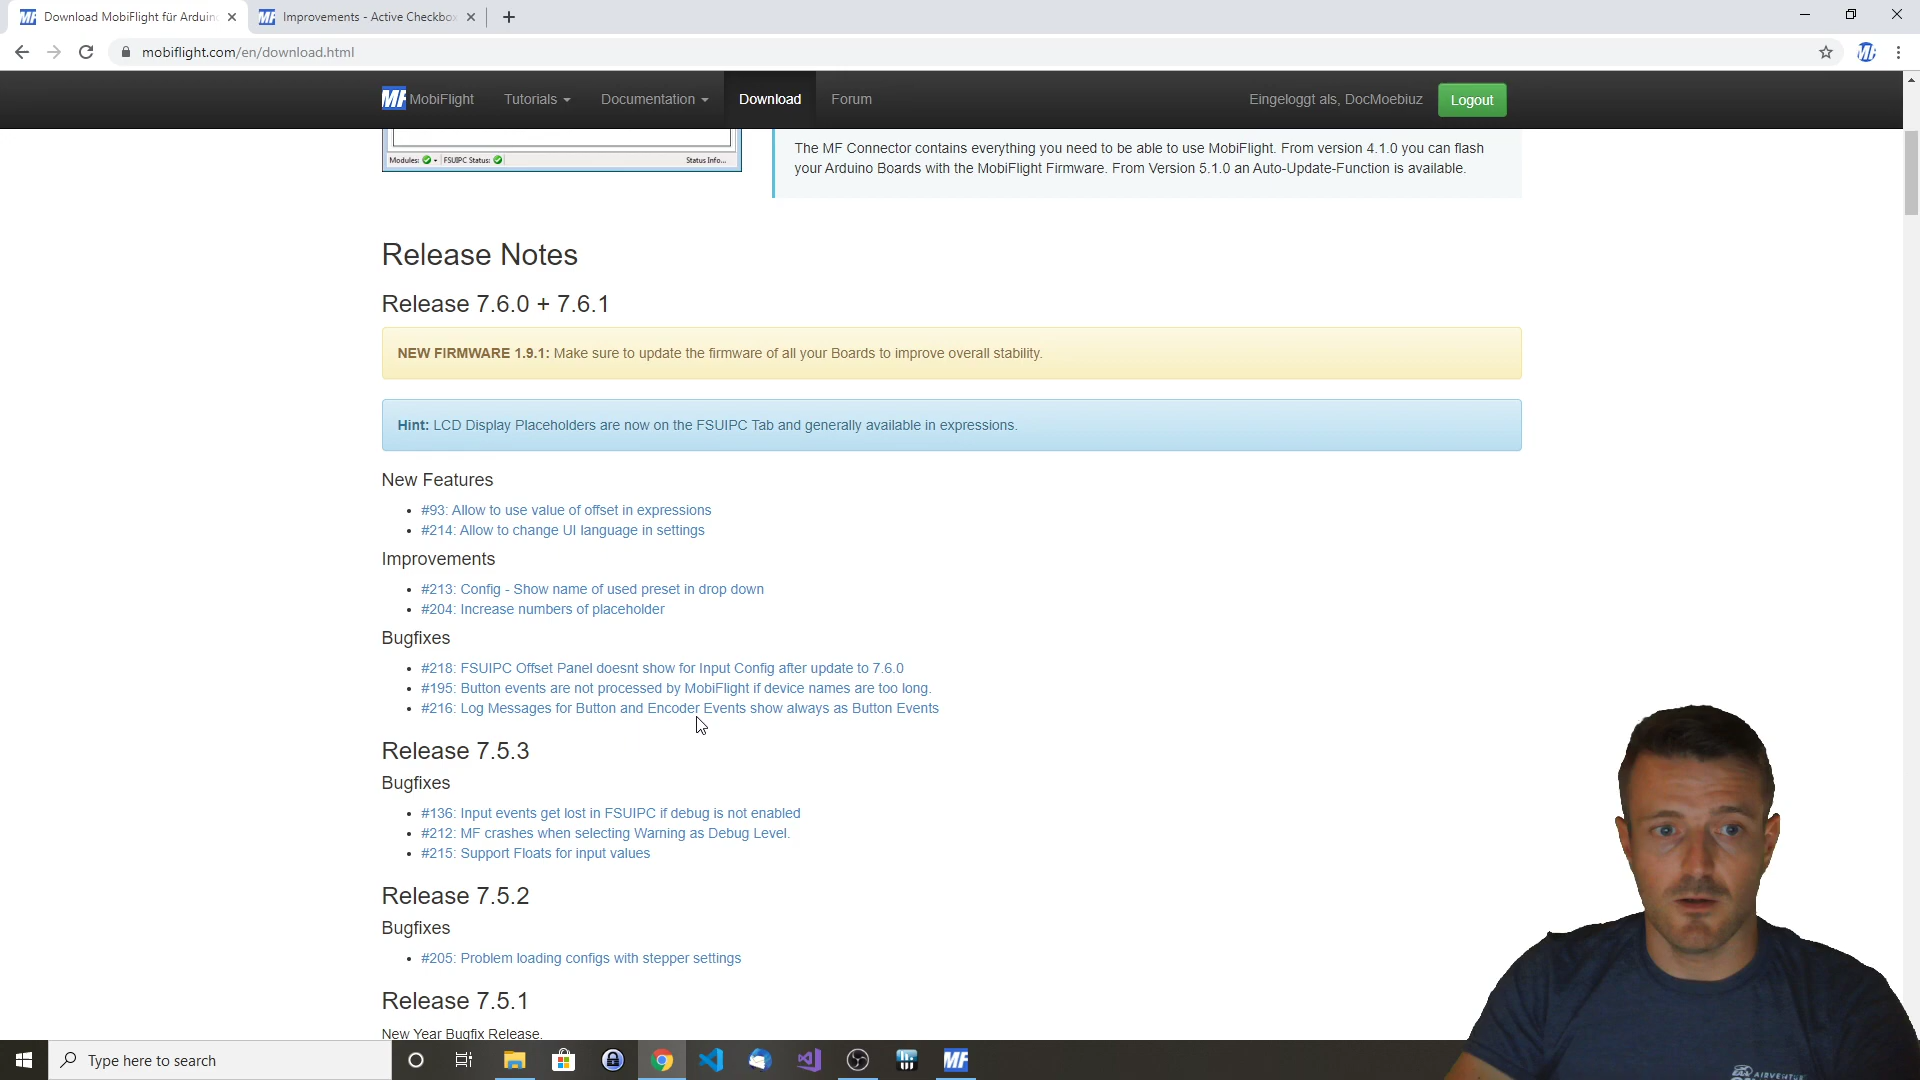 Download MobiFlight für Arduin
Improvements - Active Checkbox
mobiflight.com/en/download.html
MF MobiFlight
Tutorials
Documentation
Download
Forum
Eingeloggt als, DocMoebiuz
Logout
Modules:
FSUIPC Status:
Status Info...
The MF Connector contains everything you need to be able to use MobiFlight. From version 4.1.0 you can flash
your Arduino Boards with the MobiFlight Firmware. From Version 5.1.0 an Auto-Update-Function is available.
Release Notes
Release 7.6.0 + 7.6.1
NEW FIRMWARE 1.9.1: Make sure to update the firmware of all your Boards to improve overall stability.
Hint: LCD Display Placeholders are now on the FSUIPC Tab and generally available in expressions.
New Features
#93: Allow to use value of offset in expressions
#214: Allow to change UI language in settings
Improvements
#213: Config - Show name of used preset in drop down
#204: Increase numbers of placeholder
Bugfixes
#218: FSUIPC Offset Panel doesnt show for Input Config after update to 7.6.0
#195: Button events are not processed by MobiFlight if device names are too long.
#216: Log Messages for Button and Encoder Events show always as Button Events
Release 7.5.3
Bugfixes
#136: Input events get lost in FSUIPC if debug is not enabled
#212: MF crashes when selecting Warning as Debug Level.
#215: Support Floats for input values
Release 7.5.2
Bugfixes
#205: Problem loading configs with stepper settings
Release 7.5.1
New Year Bugfix Release.
Type here to search
MF